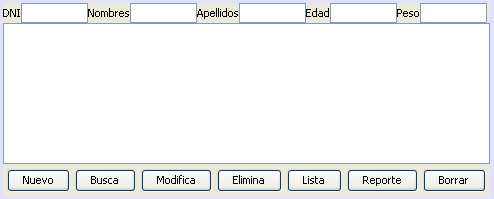 DNI Nombres Apellidos Edad Peso
Nuevo Busca Modifica Elimina Lista Reporte Borrar